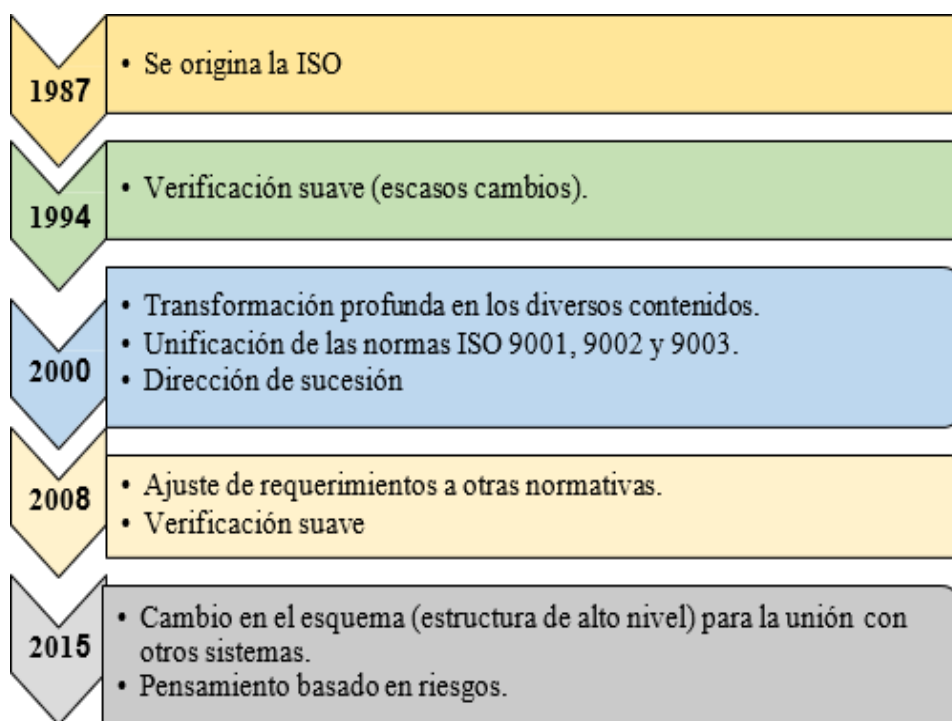 1987
• Se origina la ISO
1994
• Verificación suave (escasos cambios).
2000
• Transformación profunda en los diversos contenidos.
• Unificación de las normas ISO 9001, 9002 y 9003.
• Dirección de sucesión
2008
• Ajuste de requerimientos a otras normativas.
• Verificación suave
2015
• Cambio en el esquema (estructura de alto nivel) para la unión con
otros sistemas.
• Pensamiento basado en riesgos.